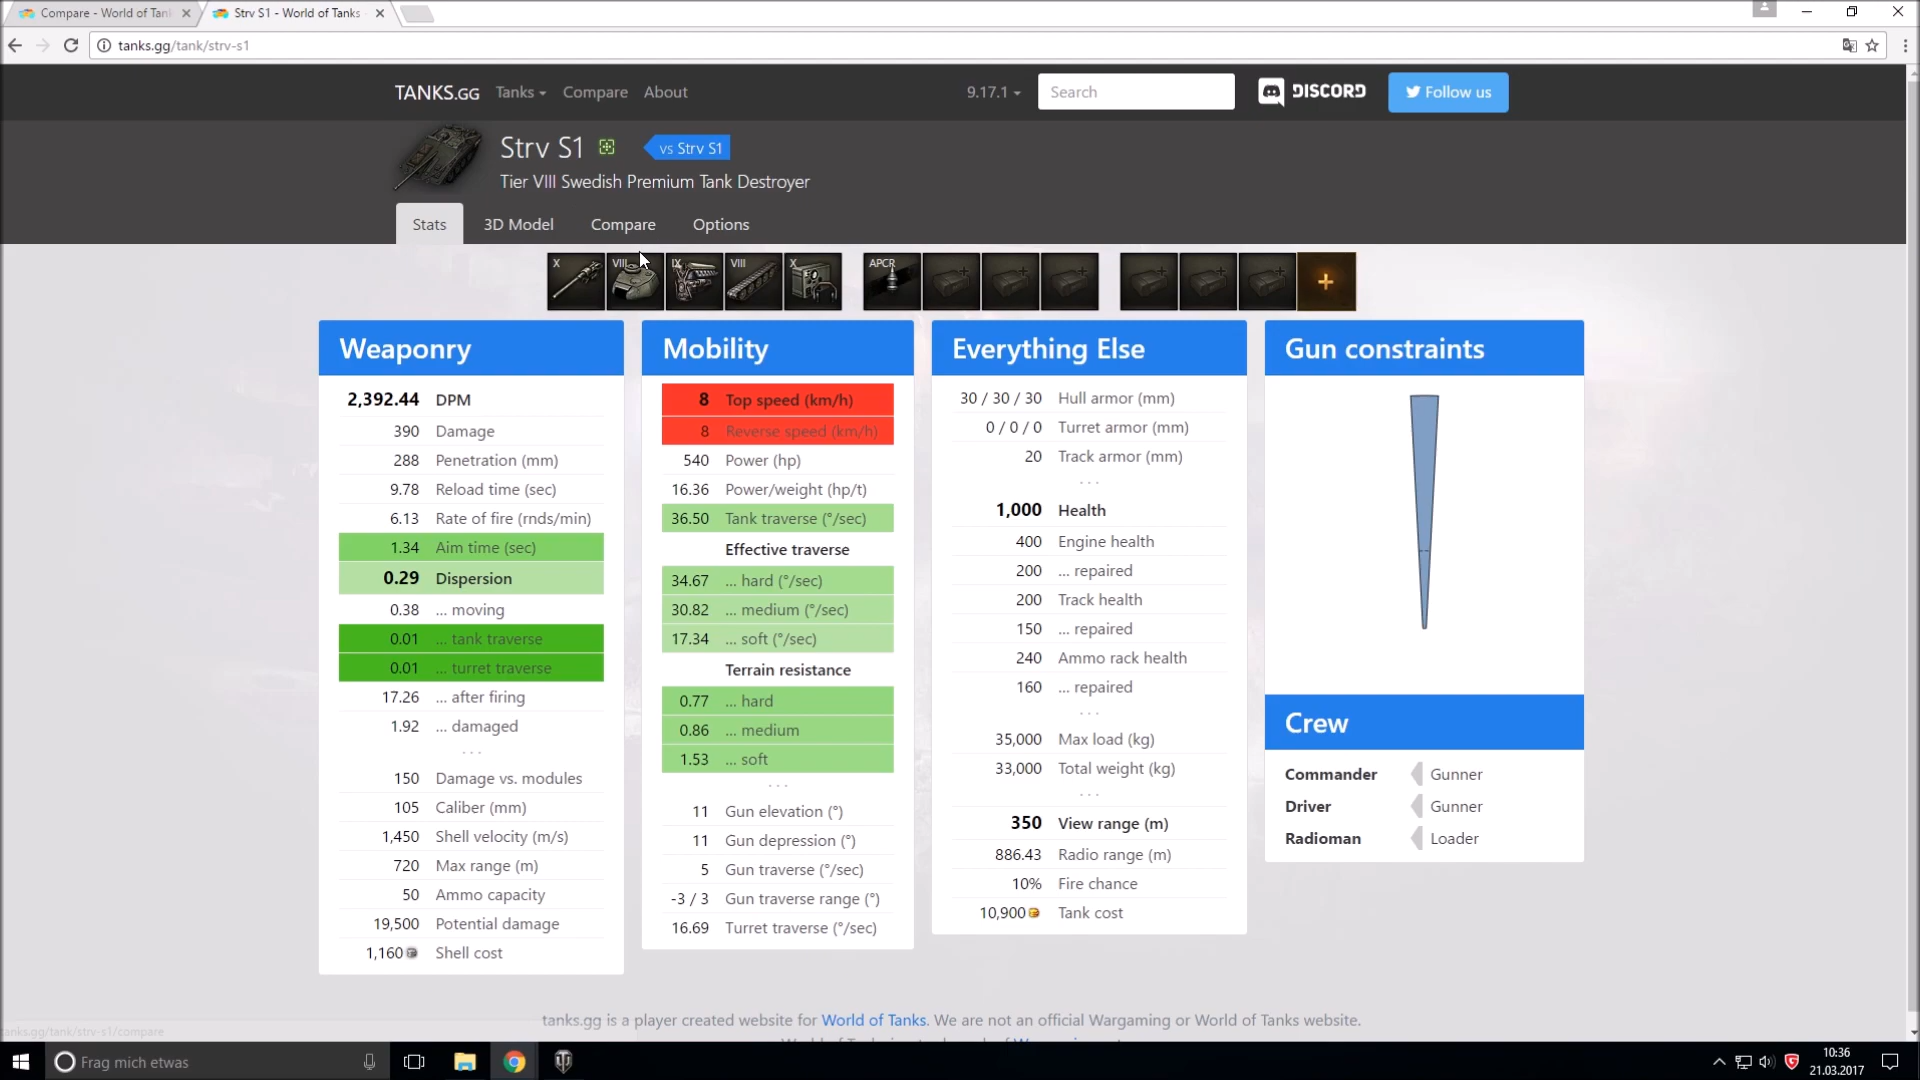 Compare - World of Tan
Strv S1 - World of Tanks
tanks.gg/tank/strv-s1
TANKS.GG Tanks Compare About 9.17.1 Search DISCORD Follow us
Strv S1 vs Strv S1
Tier VIII Swedish Premium Tank Destroyer
Stats 3D Model Compare Options
X VIII IX VIII X APCR
Weaponry
2,392.44 DPM
390 Damage
288 Penetration (mm)
9.78 Reload time (sec)
6.13 Rate of fire (rnds/min)
1.34 Aim time (sec)
0.29 Dispersion
0.38 ... moving
0.01 ... tank traverse
0.01 ... turret traverse
17.26 ... after firing
1.92 ... damaged
...
150 Damage vs. modules
105 Caliber (mm)
1,450 Shell velocity (m/s)
720 Max range (m)
50 Ammo capacity
19,500 Potential damage
1,160 Shell cost
Mobility
8 Top speed (km/h)
8 Reverse speed (km/h)
540 Power (hp)
16.36 Power/weight (hp/t)
36.50 Tank traverse (°/sec)
Effective traverse
34.67 ... hard (°/sec)
30.82 ... medium (°/sec)
17.34 ... soft (°/sec)
Terrain resistance
0.77 ... hard
0.86 ... medium
1.53 ... soft
...
11 Gun elevation (°)
11 Gun depression (°)
5 Gun traverse (°/sec)
-3 / 3 Gun traverse range (°)
16.69 Turret traverse (°/sec)
Everything Else
30 / 30 / 30 Hull armor (mm)
0 / 0 / 0 Turret armor (mm)
20 Track armor (mm)
...
1,000 Health
400 Engine health
200 ... repaired
200 Track health
150 ... repaired
240 Ammo rack health
160 ... repaired
...
35,000 Max load (kg)
33,000 Total weight (kg)
...
350 View range (m)
886.43 Radio range (m)
10% Fire chance
10,900 Tank cost
Gun constraints
Crew
Commander Gunner
Driver Gunner
Radioman Loader
tanks.gg is a player created website for World of Tanks. We are not an official Wargaming or World of Tanks website.
tanks.gg/tank/strv-s1/compare
Frag mich etwas
10:36
21.03.2017